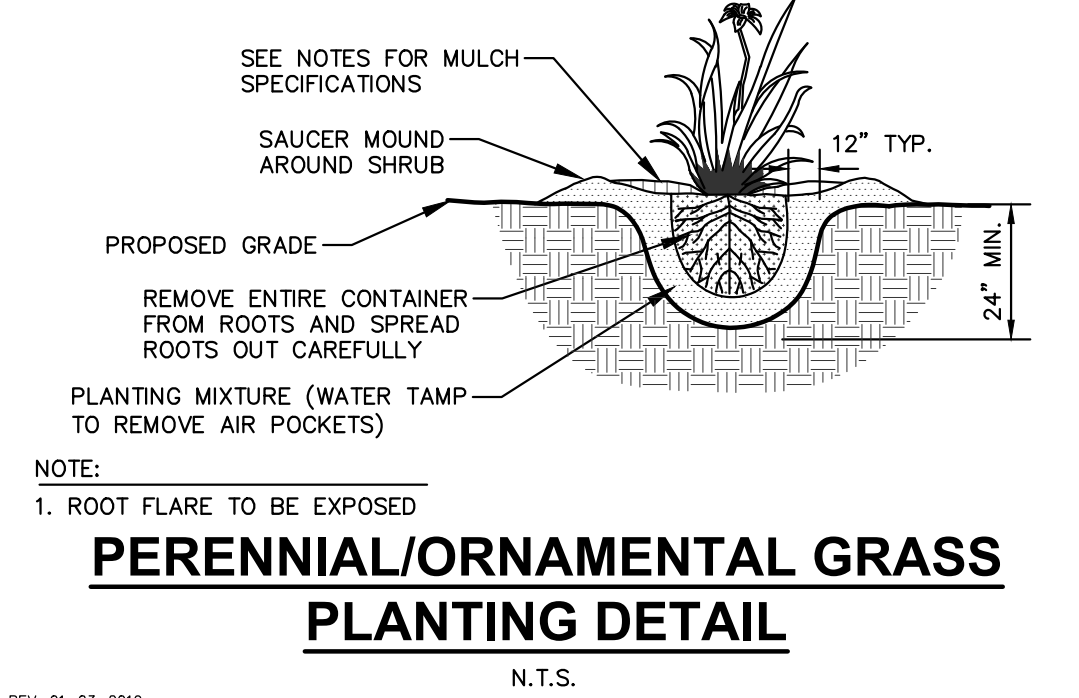 SEE NOTES FOR MULCH
SPECIFICATIONS
SAUCER MOUND
AROUND SHRUB
12” TYP.
PROPOSED GRADE
24” MIN.
REMOVE ENTIRE CONTAINER
FROM ROOTS AND SPREAD
ROOTS OUT CAREFULLY
PLANTING MIXTURE (WATER TAMP
TO REMOVE AIR POCKETS)
NOTE:
1. ROOT FLARE TO BE EXPOSED
PERENNIAL/ORNAMENTAL GRASS
PLANTING DETAIL
N.T.S.
REV.